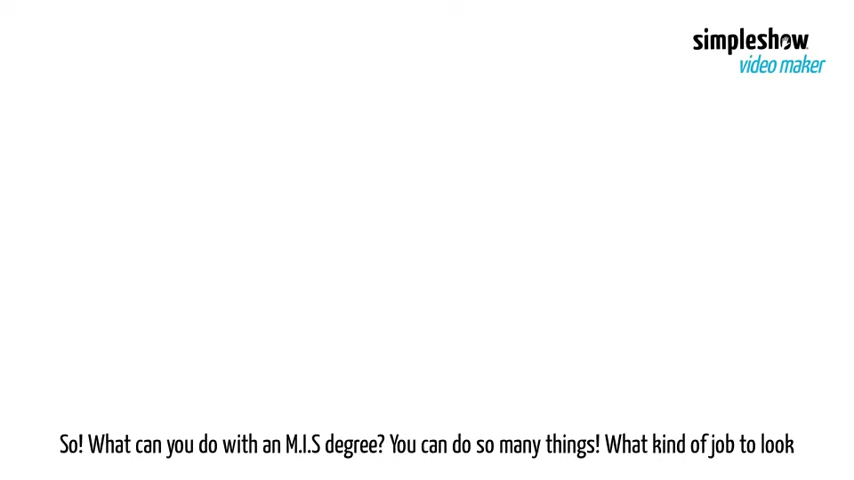 simpleshow
video maker
So! What can you do with an M.I.S degree? You can do so many things! What kind of job to look